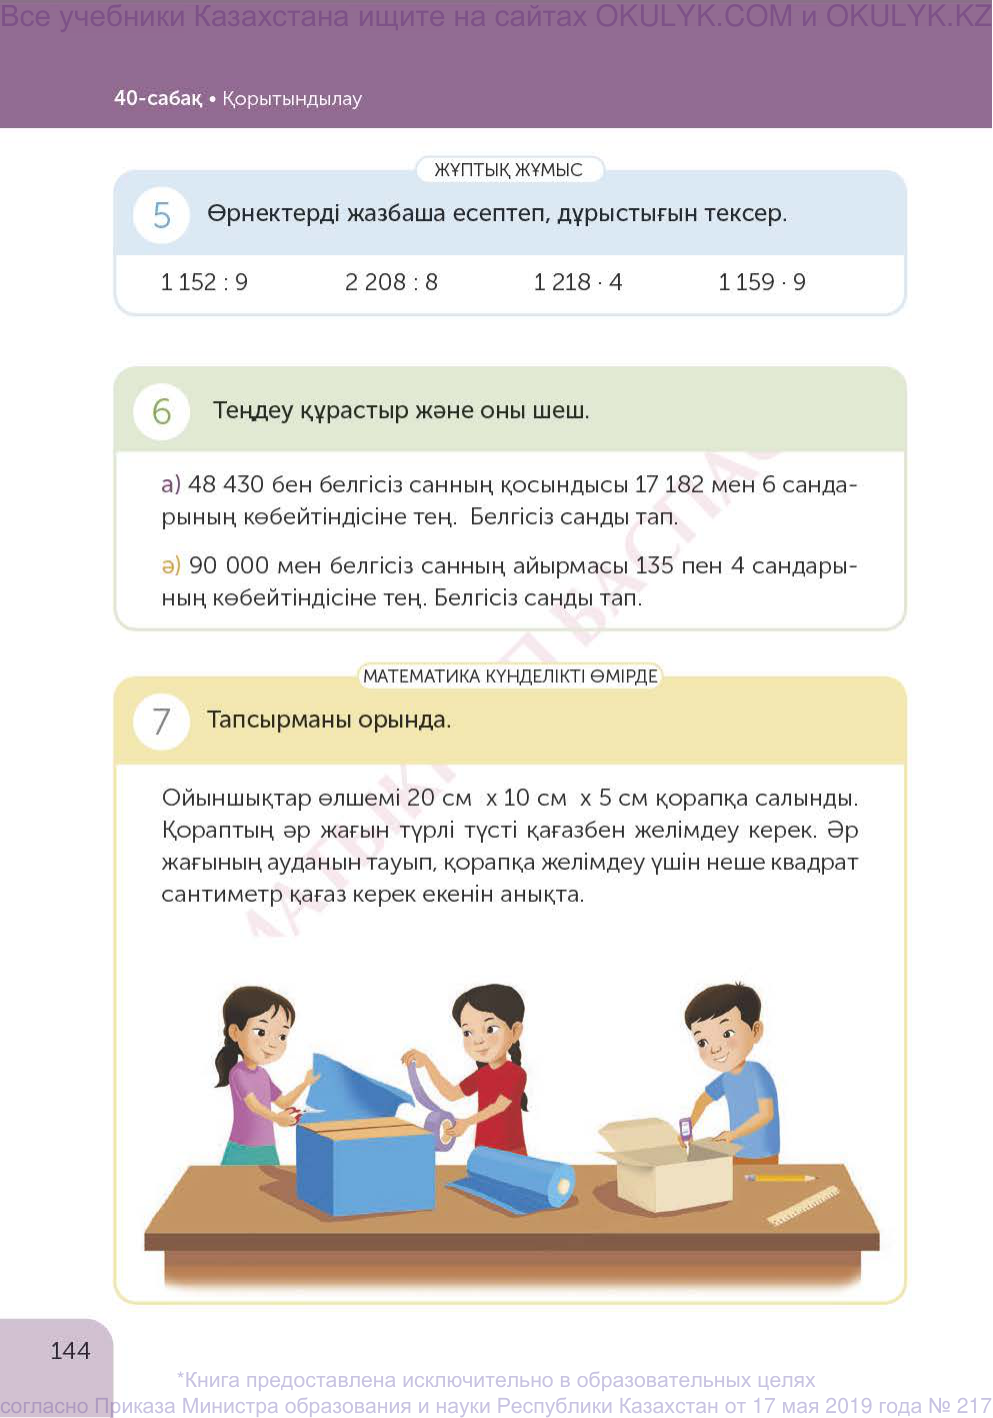 Все учебники Казахстана ищите на сайтах OKULYK.COM и OKULYK.KZ
40-сабақ • Қорытындылау
ЖҰПТЫҚ ЖҰМЫС
5 Өрнектерді жазбаша есептеп, дұрыстығын тексер.
1 152 : 9 2 208 : 8 1 218 · 4 1 159 · 9
6 Теңдеу құрастыр және оны шеш.
а) 48 430 бен белгісіз санның қосындысы 17 182 мен 6 санда-
рының көбейтіндісіне тең. Белгісіз санды тап.
ә) 90 000 мен белгісіз санның айырмасы 135 пен 4 сандары-
ның көбейтіндісіне тең. Белгісіз санды тап.
МАТЕМАТИКА КҮНДЕЛІКТІ ӨМІРДЕ
7 Тапсырманы орында.
Ойыншықтар өлшемі 20 см х 10 см х 5 см қорапқа салынды.
Қораптың әр жағын түрлі түсті қағазбен желімдеу керек. Әр
жағының ауданын тауып, қорапқа желімдеу үшін неше квадрат
сантиметр қағаз керек екенін анықта.
144
*Книга предоставлена исключительно в образовательных целях
согласно Приказа Министра образования и науки Республики Казахстан от 17 мая 2019 года № 217